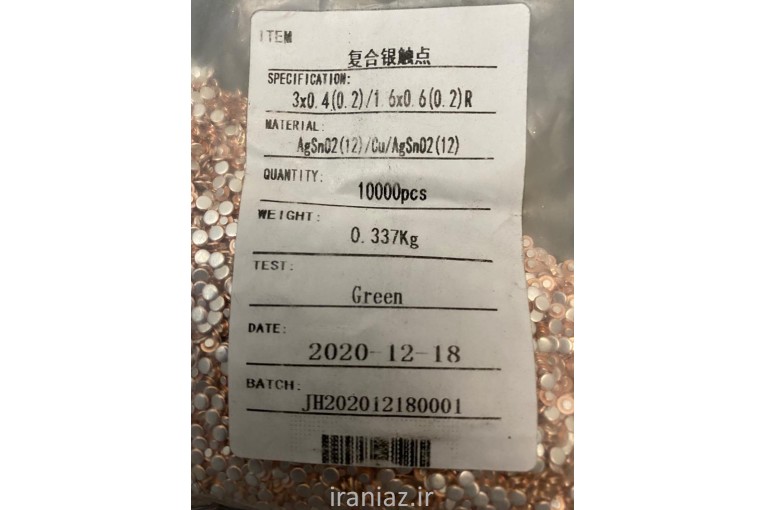 ITEM
复合银触点
SPECIFICATION:
3x0.4(0.2)/1.6x0.6(0.2)R
MATERIAL:
AgSnO2(12)/Cu/AgSnO2(12)
QUANTITY:
10000pcs
WEIGHT:
0.337Kg
TEST:
Green
DATE:
2020-12-18
BATCH:
JH202012180001
iraniaz.ir